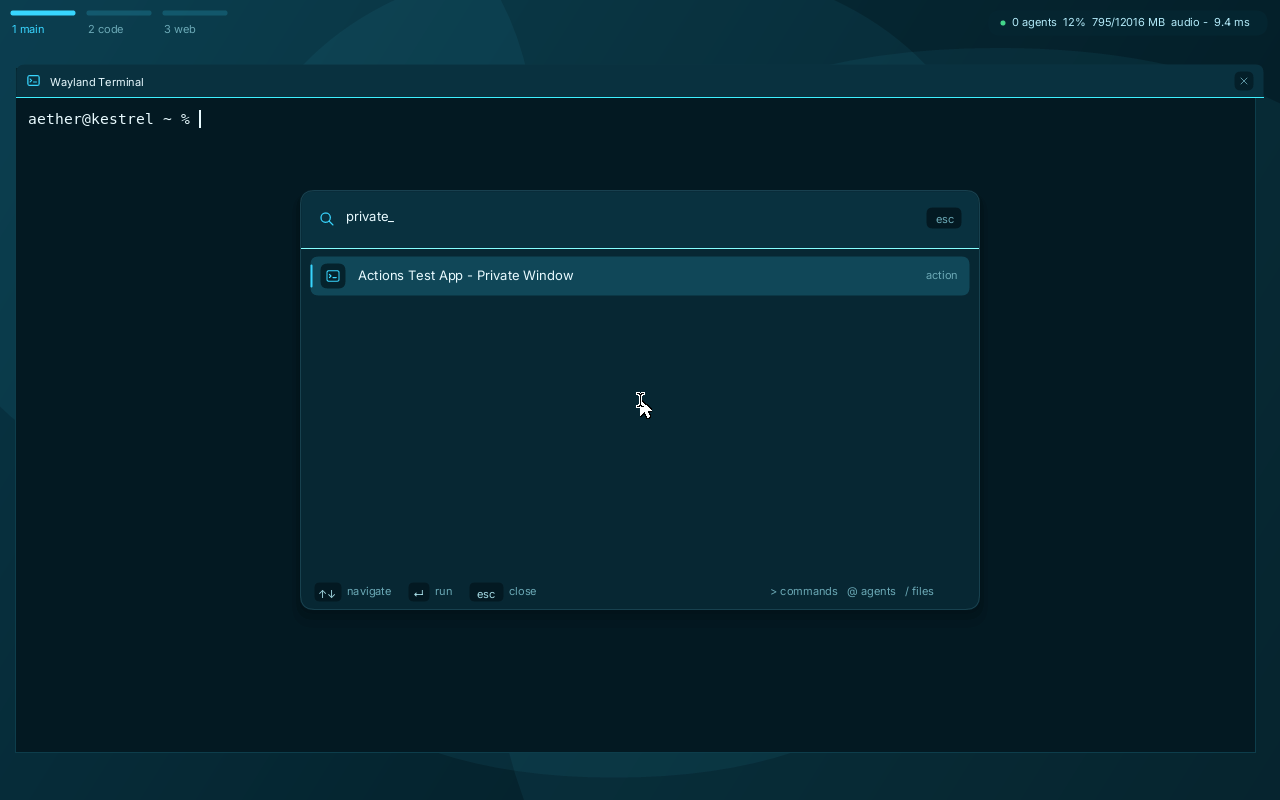 1 main 2 code 3 web
0 agents 12% 795/12016 MB audio - 9.4 ms
Wayland Terminal
aether@kestrel ~ %
private_
esc
Actions Test App - Private Window
action
↑↓ navigate ↵ run esc close
> commands @ agents / files